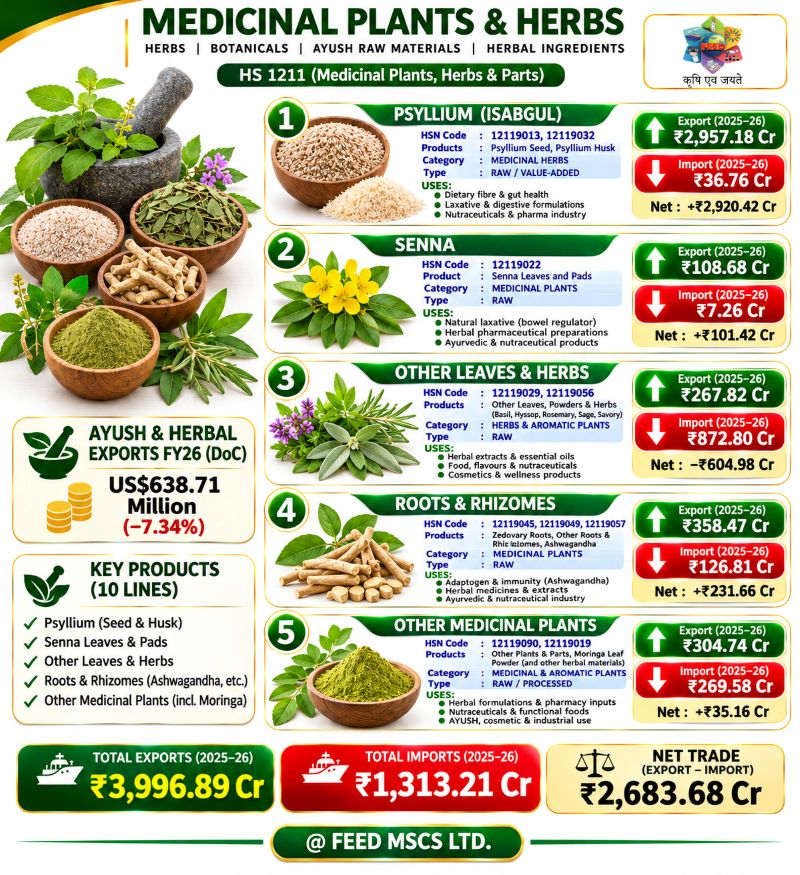 MEDICINAL PLANTS & HERBS
HERBS | BOTANICALS | AYUSH RAW MATERIALS | HERBAL INGREDIENTS
HS 1211 (Medicinal Plants, Herbs & Parts)
FEED
कृषि एव जयते
1
PSYLLIUM (ISABGUL)
HSN Code : 12119013, 12119032
Products : Psyllium Seed, Psyllium Husk
Category : MEDICINAL HERBS
Type : RAW / VALUE-ADDED
USES:
● Dietary fibre & gut health
● Laxative & digestive formulations
● Nutraceuticals & pharma industry
Export (2025-26)
₹2,957.18 Cr
Import (2025-26)
₹36.76 Cr
Net : +₹2,920.42 Cr
2
SENNA
HSN Code : 12119022
Product : Senna Leaves and Pads
Category : MEDICINAL PLANTS
Type : RAW
USES:
● Natural laxative (bowel regulator)
● Herbal pharmaceutical preparations
● Ayurvedic & nutraceutical products
Export (2025-26)
₹108.68 Cr
Import (2025-26)
₹7.26 Cr
Net : +₹101.42 Cr
3
OTHER LEAVES & HERBS
HSN Code : 12119029, 12119056
Products : Other Leaves, Powders & Herbs
(Basil, Hyssop, Rosemary, Sage, Savory)
Category : HERBS & AROMATIC PLANTS
Type : RAW
USES:
● Herbal extracts & essential oils
● Food, flavours & nutraceuticals
● Cosmetics & wellness products
Export (2025-26)
₹267.82 Cr
Import (2025-26)
₹872.80 Cr
Net : −₹604.98 Cr
4
ROOTS & RHIZOMES
HSN Code : 12119045, 12119049, 12119057
Products : Zedovary Roots, Other Roots &
Ashwagandha
Category : MEDICINAL PLANTS
Type : RAW
USES:
● Adaptogen & immunity (Ashwagandha)
● Herbal medicines & extracts
● Ayurvedic & nutraceutical industry
Export (2025-26)
₹358.47 Cr
Import (2025-26)
₹126.81 Cr
Net : +₹231.66 Cr
5
OTHER MEDICINAL PLANTS
HSN Code : 12119090, 12119019
Products : Other Plants & Parts, Moringa Leaf
Powder (and other herbal materials)
Category : MEDICINAL & AROMATIC PLANTS
Type : RAW / PROCESSED
USES:
● Herbal formulations & pharmacy inputs
● Nutraceuticals & functional foods
● AYUSH, cosmetic & industrial use
Export (2025-26)
₹304.74 Cr
Import (2025-26)
₹269.58 Cr
Net : +₹35.16 Cr
AYUSH & HERBAL
EXPORTS FY26 (DoC)
US$638.71
Million
(−7.34%)
KEY PRODUCTS
(10 LINES)
✓ Psyllium (Seed & Husk)
✓ Senna Leaves & Pads
✓ Other Leaves & Herbs
✓ Roots & Rhizomes (Ashwagandha, etc.)
✓ Other Medicinal Plants (incl. Moringa)
TOTAL EXPORTS (2025-26)
₹3,996.89 Cr
TOTAL IMPORTS (2025-26)
₹1,313.21 Cr
NET TRADE
(EXPORT – IMPORT)
₹2,683.68 Cr
@ FEED MSCS LTD.